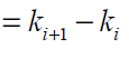 = k_{i+1} − k_i